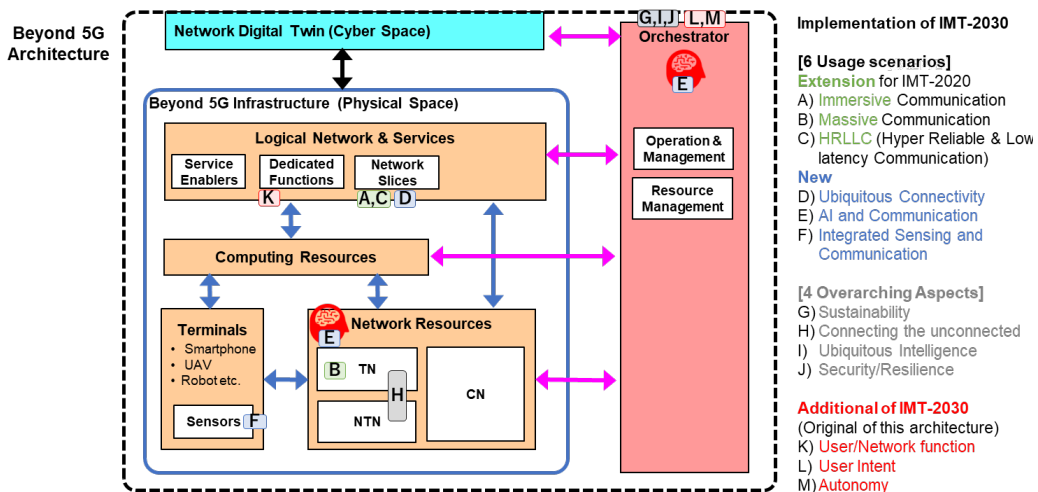 Beyond 5G
Architecture
Network Digital Twin (Cyber Space)
Beyond 5G Infrastructure (Physical Space)
Logical Network & Services
Service
Enablers
Dedicated
Functions
Network
Slices
K
A,C
D
Computing Resources
Terminals
• Smartphone
• UAV
• Robot etc.
Sensors
F
Network Resources
E
B
TN
H
NTN
CN
G,I,J
L,M
Orchestrator
E
Operation &
Management
Resource
Management
Implementation of IMT-2030
[6 Usage scenarios]
Extension for IMT-2020
A) Immersive Communication
B) Massive Communication
C) HRLLC (Hyper Reliable & Low
latency Communication)
New
D) Ubiquitous Connectivity
E) AI and Communication
F) Integrated Sensing and
Communication
[4 Overarching Aspects]
G) Sustainability
H) Connecting the unconnected
I) Ubiquitous Intelligence
J) Security/Resilience
Additional of IMT-2030
(Original of this architecture)
K) User/Network function
L) User Intent
M) Autonomy